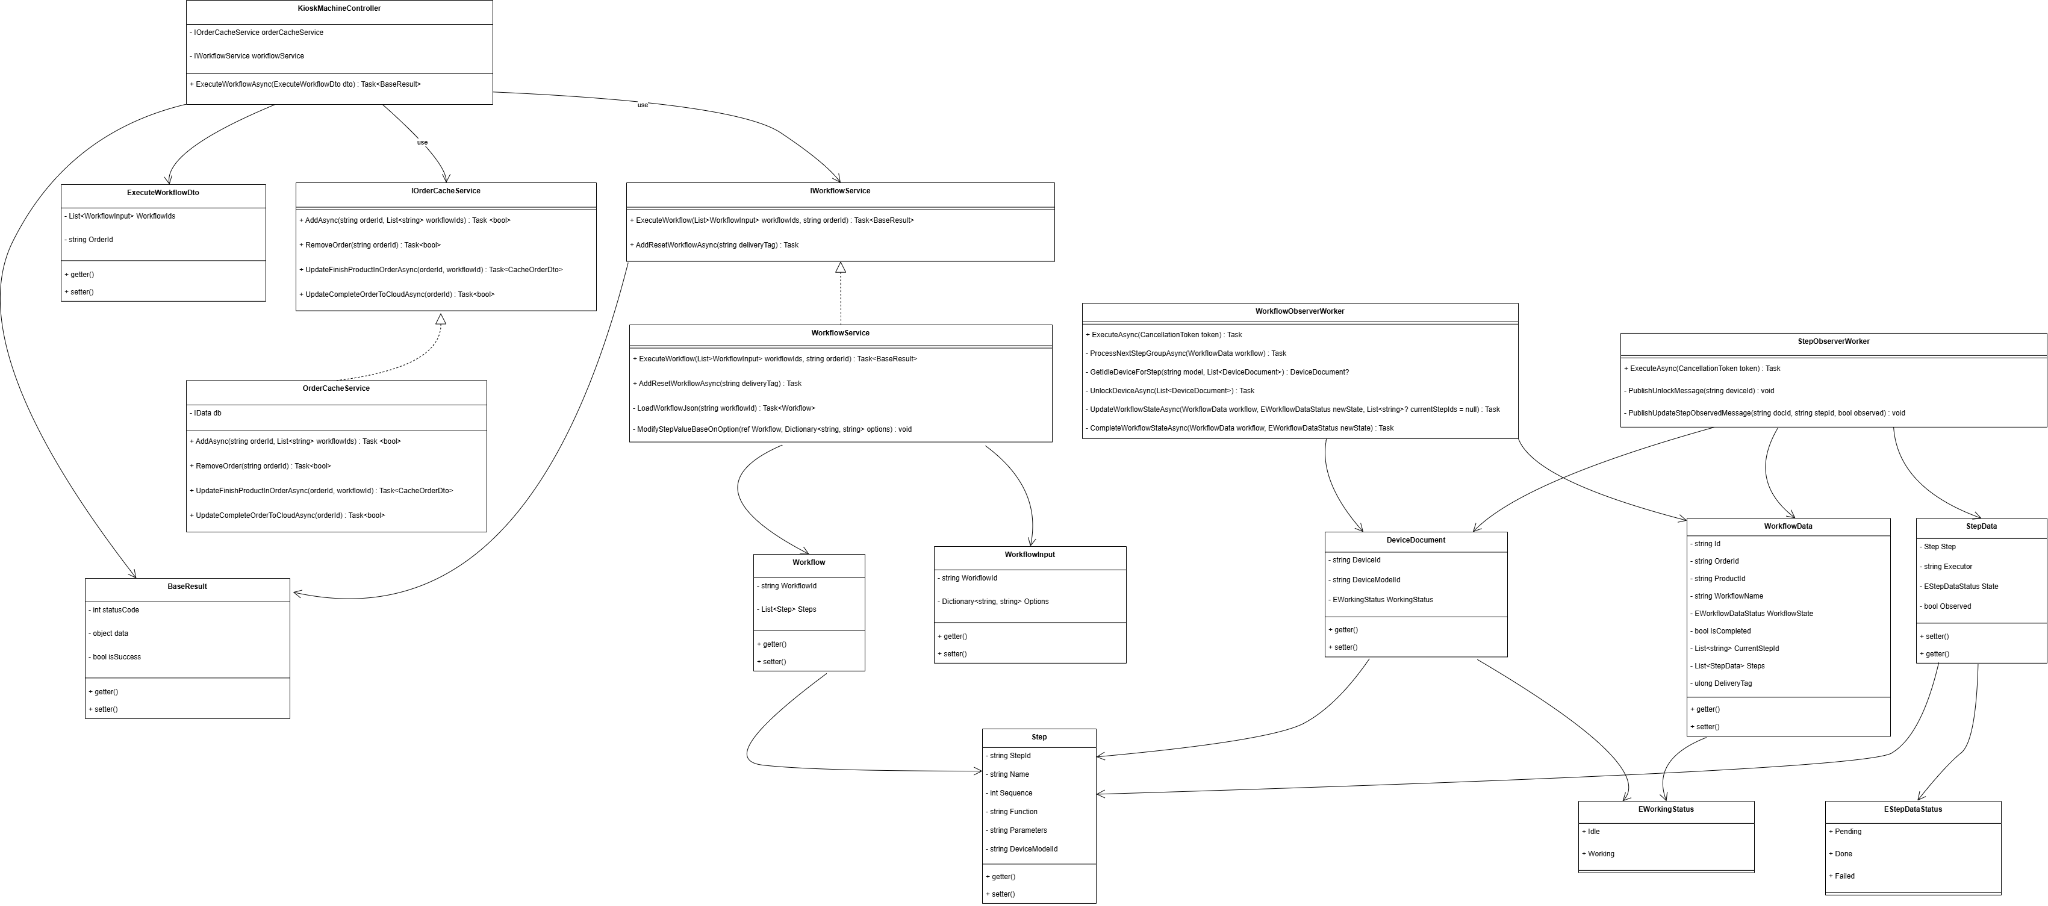 KioskMachineController
- IOrderCacheService orderCacheService
- IWorkflowService workflowService
+ ExecuteWorkflowAsync(ExecuteWorkflowDto dto) : Task<BaseResult>
use
use
ExecuteWorkflowDto
- List<WorkflowInput> WorkflowIds
- string OrderId
+ getter()
+ setter()
IOrderCacheService
+ AddAsync(string orderId, List<string> workflowIds) : Task <bool>
+ RemoveOrder(string orderId) : Task<bool>
+ UpdateFinishProductInOrderAsync(orderId, workflowId) : Task<CacheOrderDto>
+ UpdateCompleteOrderToCloudAsync(orderId) : Task<bool>
IWorkflowService
+ ExecuteWorkflow(List>WorkflowInput> workflowIds, string orderId) : Task<BaseResult>
+ AddResetWorkflowAsync(string deliveryTag) : Task
OrderCacheService
- IData db
+ AddAsync(string orderId, List<string> workflowIds) : Task <bool>
+ RemoveOrder(string orderId) : Task<bool>
+ UpdateFinishProductInOrderAsync(orderId, workflowId) : Task<CacheOrderDto>
+ UpdateCompleteOrderToCloudAsync(orderId) : Task<bool>
WorkflowService
+ ExecuteWorkflow(List>WorkflowInput> workflowIds, string orderId) : Task<BaseResult>
+ AddResetWorkflowAsync(string deliveryTag) : Task
- LoadWorkflowJson(string workflowId) : Task<Workflow>
- ModifyStepValueBaseOnOption(ref Workflow, Dictionary<string, string> options) : void
WorkflowObserverWorker
+ ExecuteAsync(CancellationToken token) : Task
- ProcessNextStepGroupAsync(WorkflowData workflow) : Task
- GetIdleDeviceForStep(string model, List<DeviceDocument>) : DeviceDocument?
- UnlockDeviceAsync(List<DeviceDocument>) : Task
- UpdateWorkflowStateAsync(WorkflowData workflow, EWorkflowDataStatus newState, List<string>? currentStepIds = null) : Task
- CompleteWorkflowStateAsync(WorkflowData workflow, EWorkflowDataStatus newState) : Task
StepObserverWorker
+ ExecuteAsync(CancellationToken token) : Task
- PublishUnlockMessage(string deviceId) : void
- PublishUpdateStepObservedMessage(string docId, string stepId, bool observed) : void
BaseResult
- int statusCode
- object data
- bool isSuccess
+ getter()
+ setter()
Workflow
- string WorkflowId
- List<Step> Steps
+ getter()
+ setter()
WorkflowInput
- string WorkflowId
- Dictionary<string, string> Options
+ getter()
+ setter()
DeviceDocument
- string DeviceId
- string DeviceModelId
- EWorkingStatus WorkingStatus
+ getter()
+ setter()
WorkflowData
- string Id
- string OrderId
- string ProductId
- string WorkflowName
- EWorkflowDataStatus WorkflowState
- bool isCompleted
- List<string> CurrentStepId
- List<StepData> Steps
- ulong DeliveryTag
+ getter()
+ setter()
StepData
- Step Step
- string Executor
- EStepDataStatus State
- bool Observed
+ setter()
+ getter()
Step
- string StepId
- string Name
- int Sequence
- string Function
- string Parameters
- string DeviceModelId
+ getter()
+ setter()
EWorkingStatus
+ Idle
+ Working
EStepDataStatus
+ Pending
+ Done
+ Failed